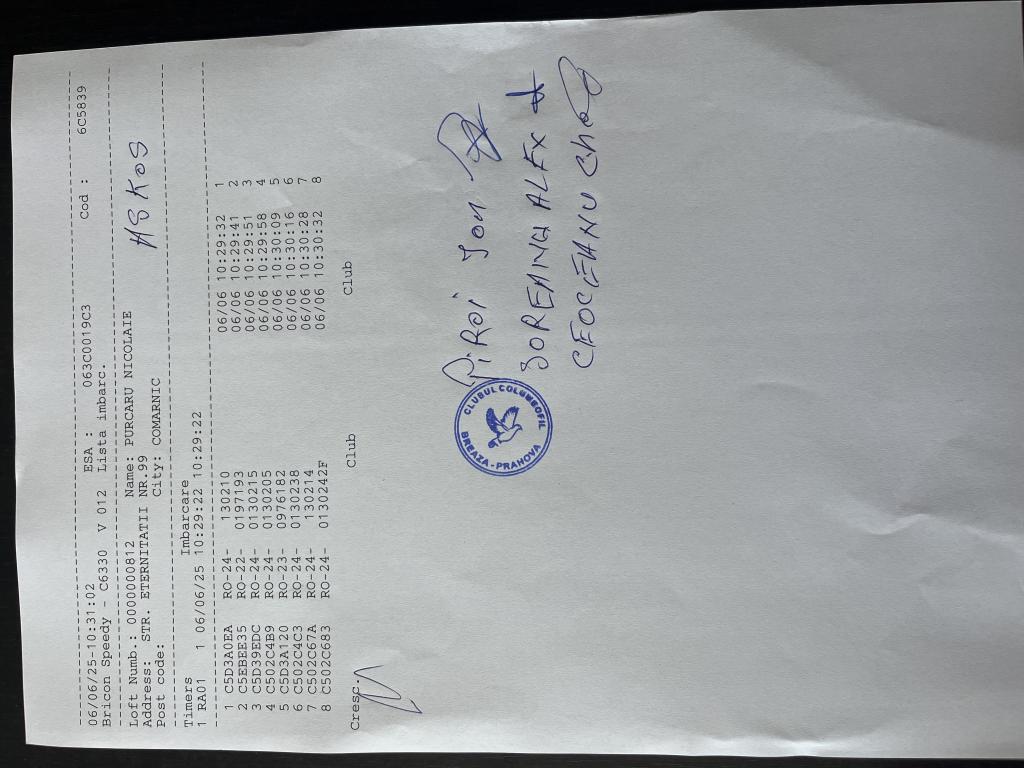 06/06/25-10:31:02
Bricon Speedy - C6330 V 012 ESA : 063C0019C3 Cod : 6C5839
Lista imbarc.
Loft Numb.: 0000000812 Name: PURCARU NICOLAIE
Address: STR. ETERNITATII NR.99
Post code: City: COMARNIC
ASKOS
Timers Imbarcare
1 RA01 1 06/06/25 10:29:22 10:29:22
1 C5D3A0EA RO-24- 130210 06/06 10:29:32 1
2 C5EBEE35 RO-22- 0197193 06/06 10:29:41 2
3 C5D39EDC RO-24- 0130215 06/06 10:29:51 3
4 C502C4B9 RO-24- 0130205 06/06 10:29:58 4
5 C5D3A120 RO-23- 0976182 06/06 10:30:09 5
6 C502C4C3 RO-24- 0130238 06/06 10:30:16 6
7 C502C67A RO-24- 130214 06/06 10:30:28 7
8 C502C683 RO-24- 0130242F 06/06 10:30:32 8
Cresc. Club Club
CLUBUL COLUMBOFIL
BREAZA-PRAHOVA
PiRoi Ion
ALEX